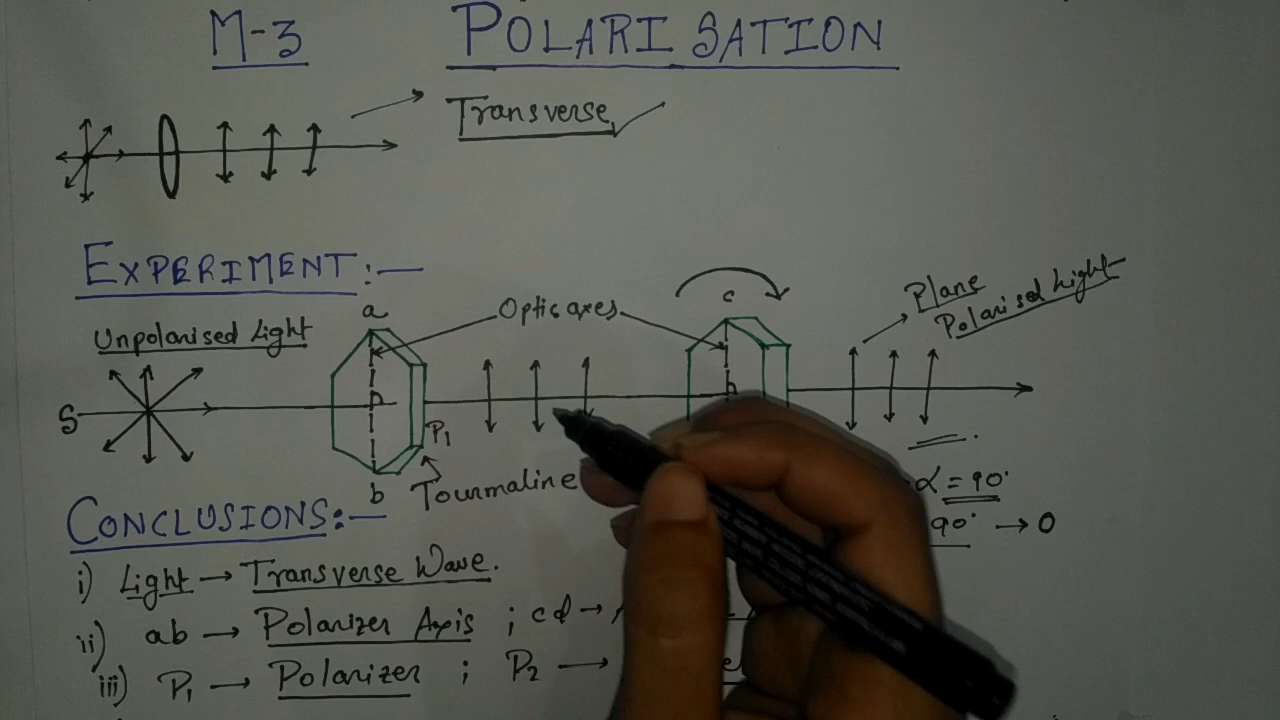 M-3 POLARISATION
Transverse
EXPERIMENT:—
a
Optic axes
c
Plane
Polarised Light
Unpolarised Light
S
P₁
b
Tourmaline
α = 90°
90° → 0
CONCLUSIONS:—
i) Light → Transverse Wave.
ii) ab → Polarizer Axis ; cd →
iii) P₁ → Polarizer ; P₂ →